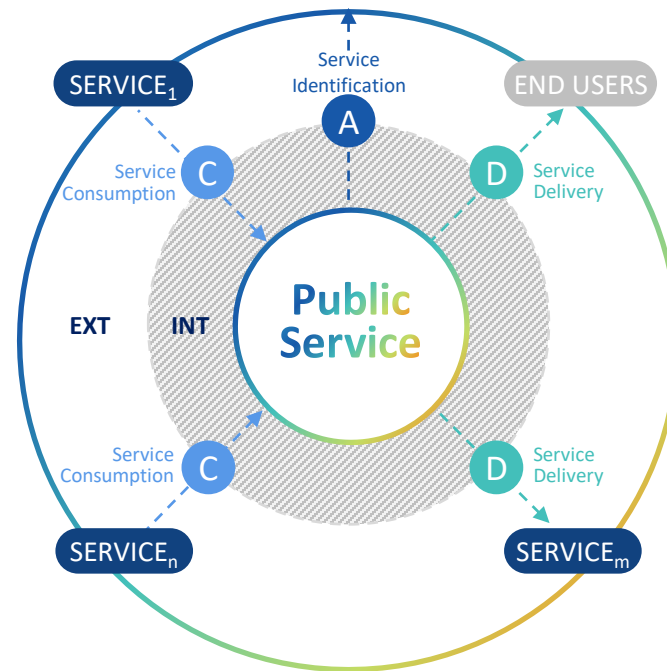 Service
Identification
SERVICE₁
END USERS
A
Service
Consumption
C
D
Service
Delivery
Public
Service
EXT
INT
Service
Consumption
C
D
Service
Delivery
SERVICEₙ
SERVICEₘ